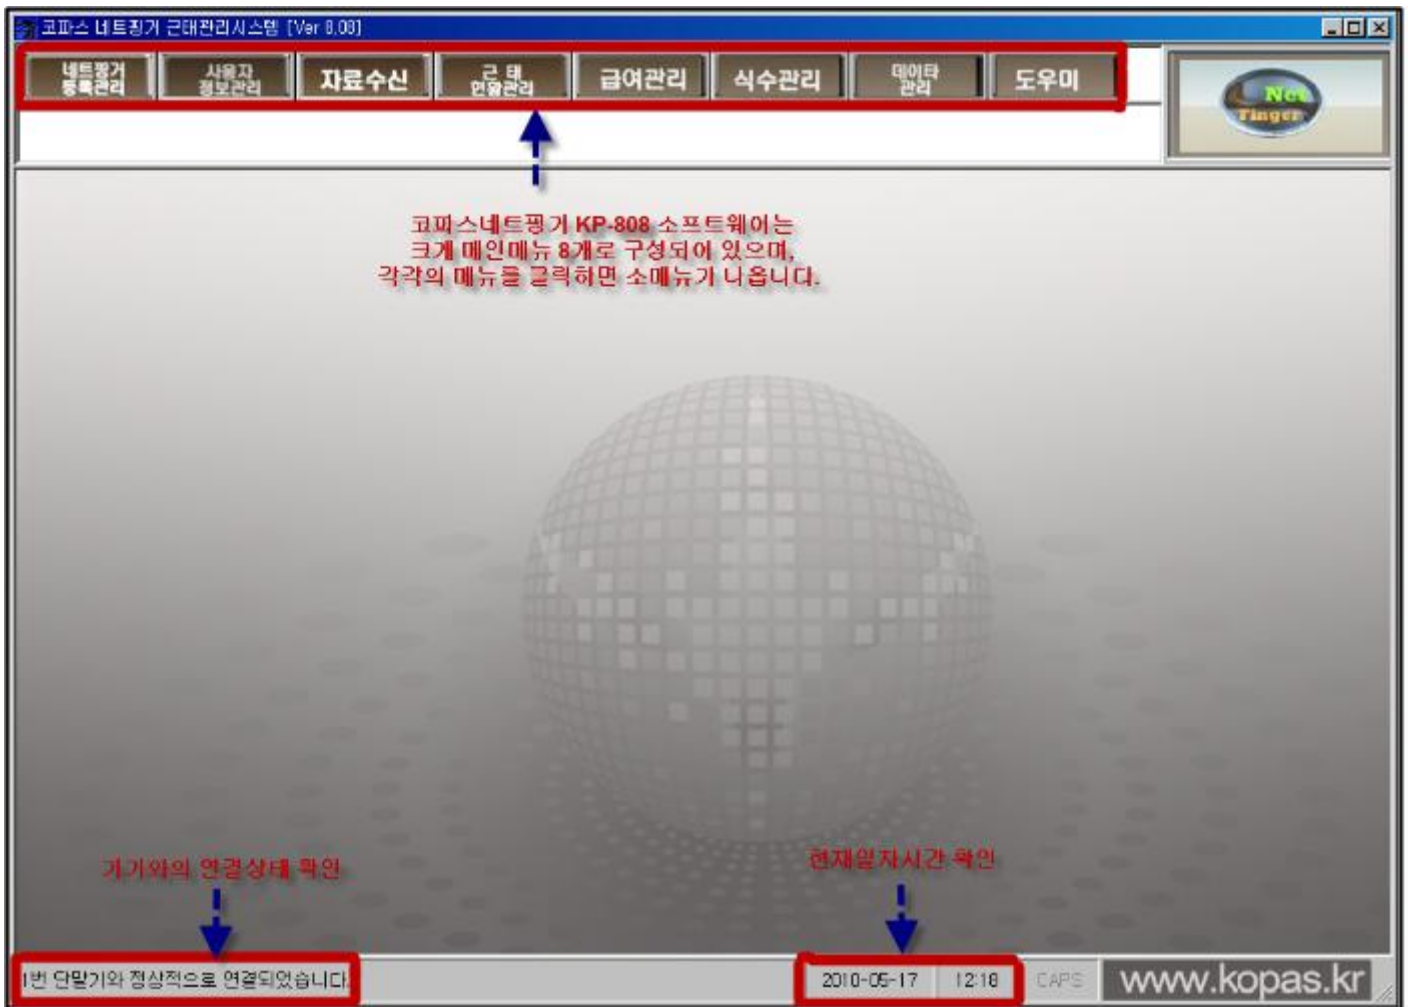 코파스 네트핑거 근태관리시스템 [Ver 8.08]
네트핑거
등록관리
사용자
정보관리
자료수신
근 태
현황관리
급여관리
식수관리
데이타
관리
도우미
Net
Finger
코파스네트핑거 KP-808 소프트웨어는
크게 메인메뉴 8개로 구성되어 있으며,
각각의 메뉴를 클릭하면 소메뉴가 나옵니다.
기기와의 연결상태 확인
현재일자시간 확인
1번 단말기와 정상적으로 연결되었습니다.
2010-05-17
12:18
CAPS
www.kopas.kr